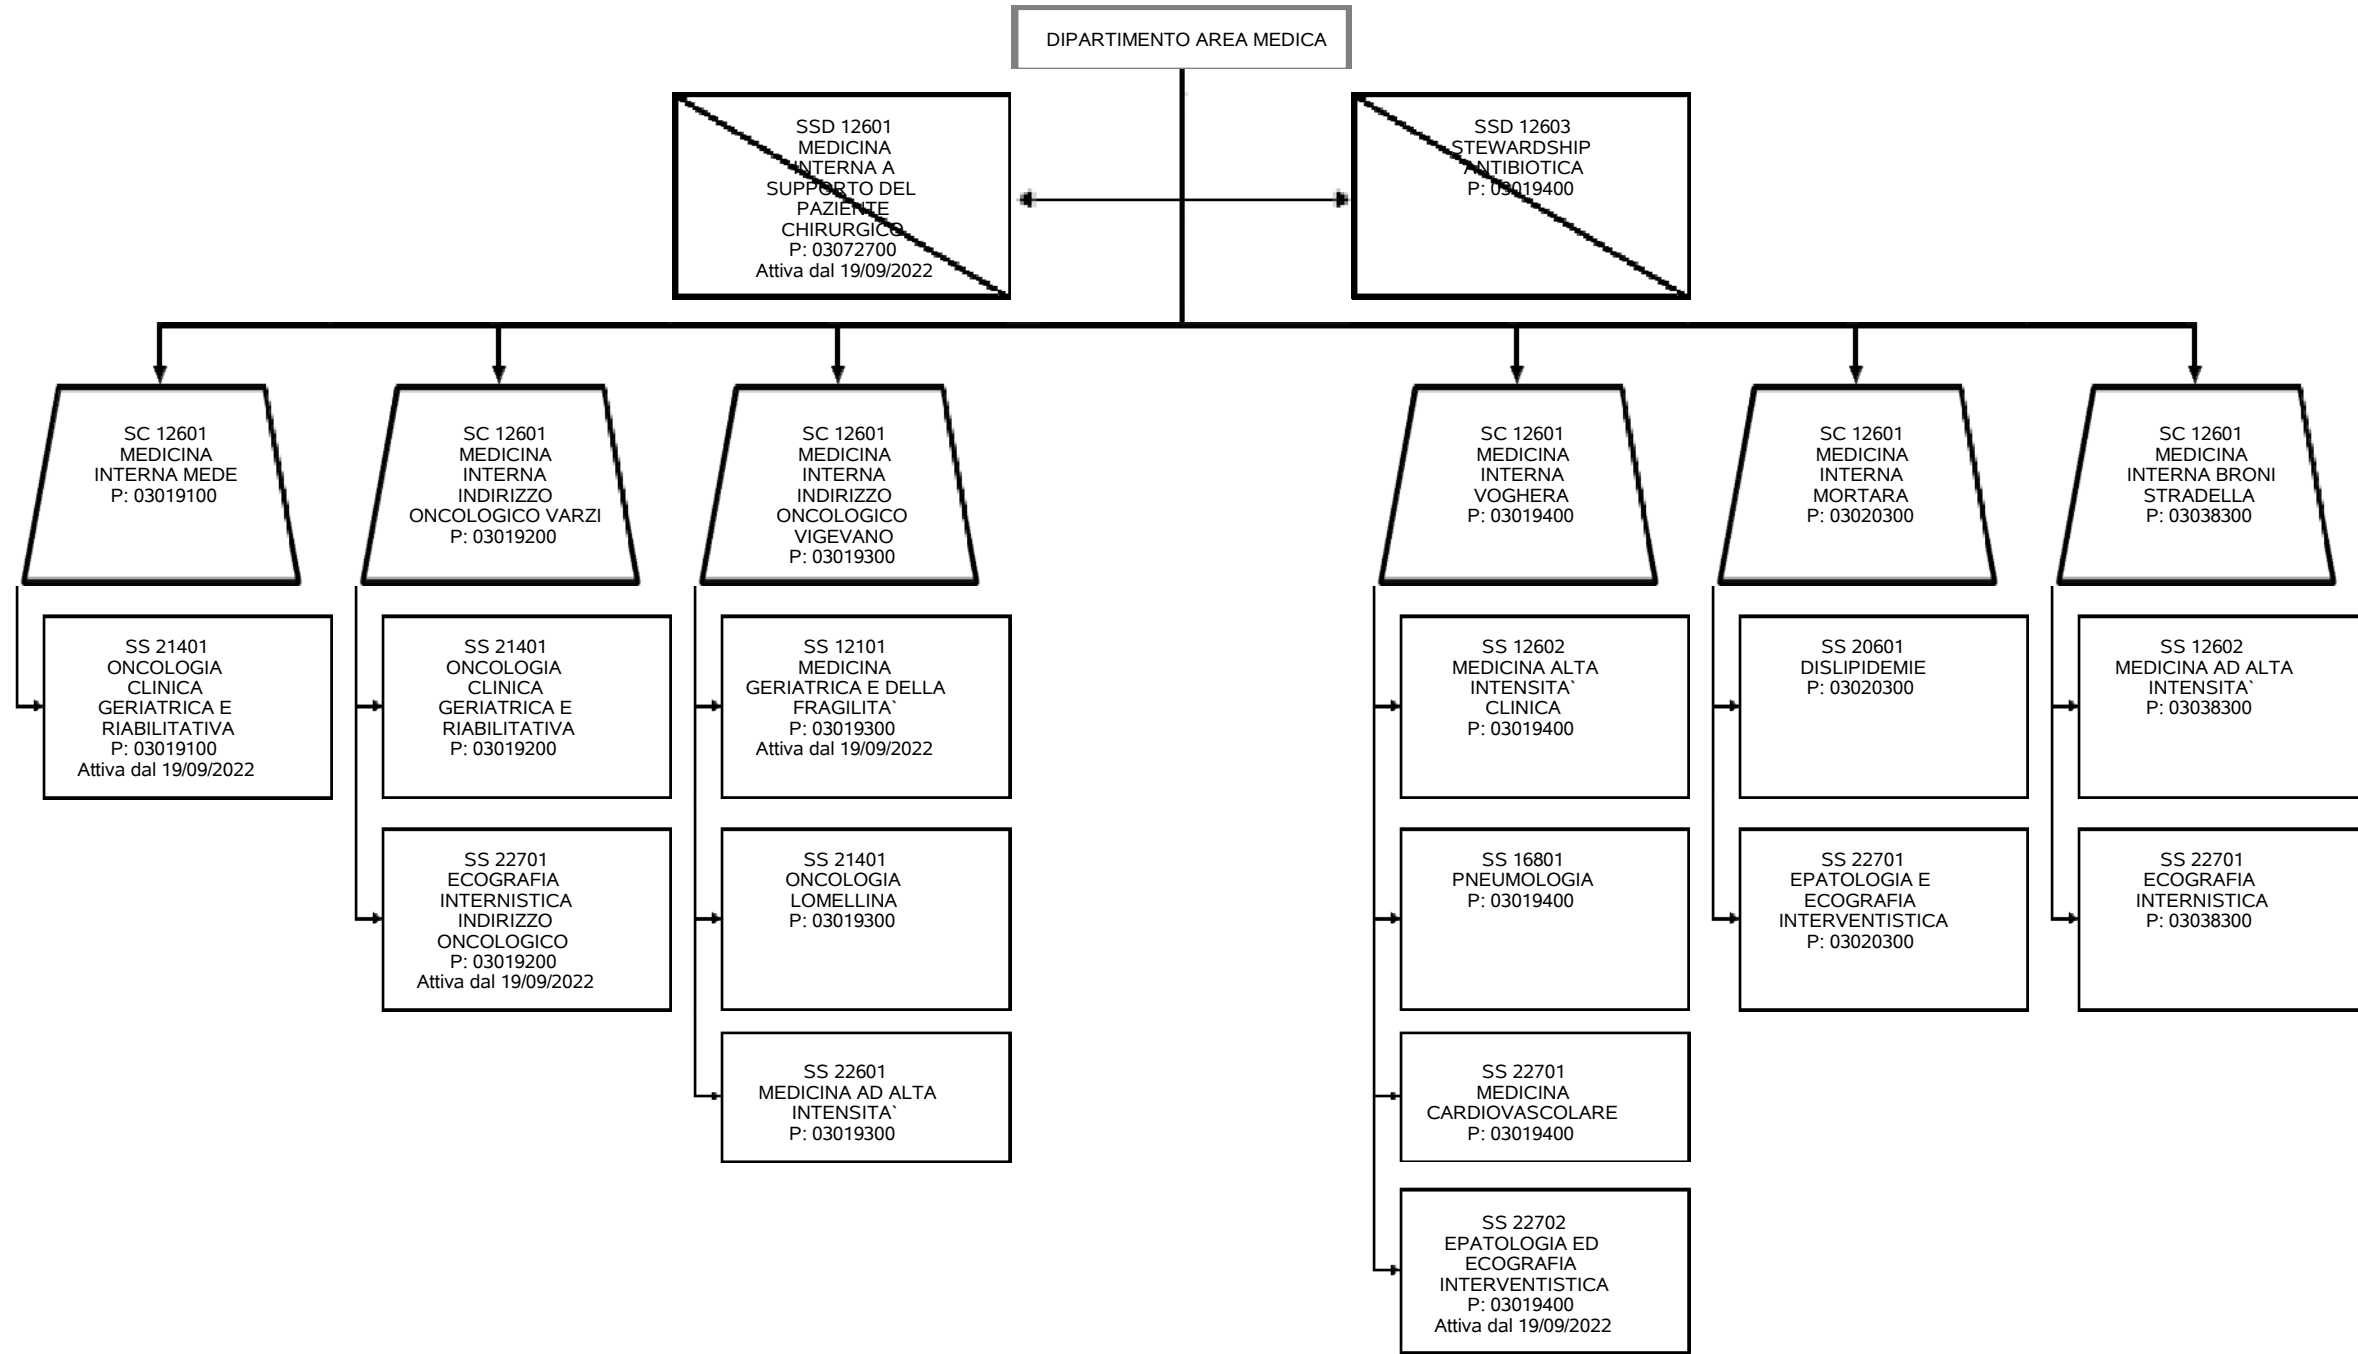 DIPARTIMENTO AREA MEDICA
SSD 12601
MEDICINA
INTERNA A
SUPPORTO DEL
PAZIENTE
CHIRURGICO
P: 03072700
Attiva dal 19/09/2022
SSD 12603
STEWARDSHIP
ANTIBIOTICA
P: 03019400
SC 12601
MEDICINA
INTERNA MEDE
P: 03019100
SC 12601
MEDICINA
INTERNA
INDIRIZZO
ONCOLOGICO VARZI
P: 03019200
SC 12601
MEDICINA
INTERNA
INDIRIZZO
ONCOLOGICO
VIGEVANO
P: 03019300
SC 12601
MEDICINA
INTERNA
VOGHERA
P: 03019400
SC 12601
MEDICINA
INTERNA
MORTARA
P: 03020300
SC 12601
MEDICINA
INTERNA BRONI
STRADELLA
P: 03038300
SS 21401
ONCOLOGIA
CLINICA
GERIATRICA E
RIABILITATIVA
P: 03019100
Attiva dal 19/09/2022
SS 21401
ONCOLOGIA
CLINICA
GERIATRICA E
RIABILITATIVA
P: 03019200
SS 12101
MEDICINA
GERIATRICA E DELLA
FRAGILITA`
P: 03019300
Attiva dal 19/09/2022
SS 12602
MEDICINA ALTA
INTENSITA`
CLINICA
P: 03019400
SS 20601
DISLIPIDEMIE
P: 03020300
SS 12602
MEDICINA AD ALTA
INTENSITA`
P: 03038300
SS 22701
ECOGRAFIA
INTERNISTICA
INDIRIZZO
ONCOLOGICO
P: 03019200
Attiva dal 19/09/2022
SS 21401
ONCOLOGIA
LOMELLINA
P: 03019300
SS 16801
PNEUMOLOGIA
P: 03019400
SS 22701
EPATOLOGIA E
ECOGRAFIA
INTERVENTISTICA
P: 03020300
SS 22701
ECOGRAFIA
INTERNISTICA
P: 03038300
SS 22601
MEDICINA AD ALTA
INTENSITA`
P: 03019300
SS 22701
MEDICINA
CARDIOVASCOLARE
P: 03019400
SS 22702
EPATOLOGIA ED
ECOGRAFIA
INTERVENTISTICA
P: 03019400
Attiva dal 19/09/2022